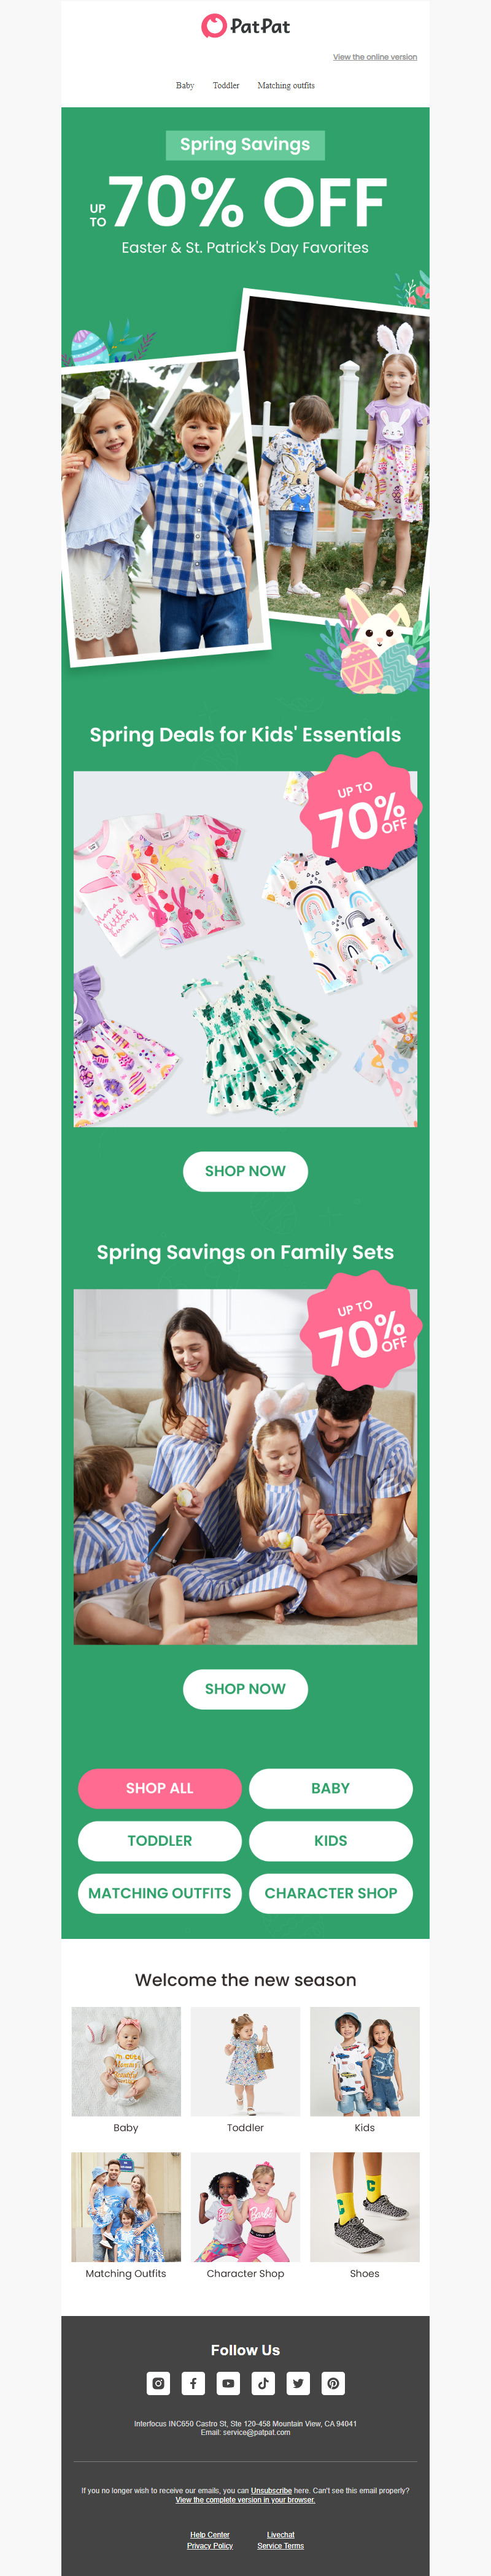 PatPat
View the online version
Baby Toddler Matching outfits
Spring Savings
UP TO 70% OFF
Easter & St. Patrick's Day Favorites
Spring Deals for Kids' Essentials
UP TO
70%
OFF
Mama's
little
bunny
SHOP NOW
Spring Savings on Family Sets
UP TO
70%
OFF
SHOP NOW
SHOP ALL
BABY
TODDLER
KIDS
MATCHING OUTFITS
CHARACTER SHOP
Welcome the new season
Baby
Toddler
Kids
Barbie
C
Matching Outfits
Character Shop
Shoes
Follow Us
Interfocus INC650 Castro St, Ste 120-458 Mountain View, CA 94041
Email: service@patpat.com
If you no longer wish to receive our emails, you can Unsubscribe here. Can't see this email properly?
View the complete version in your browser.
Help Center Livechat
Privacy Policy Service Terms